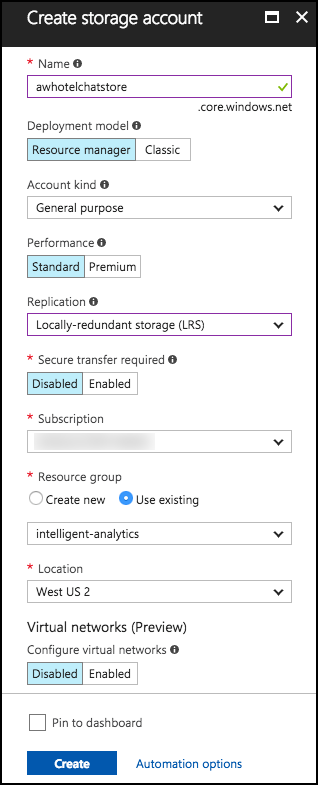 Create storage account
* Name
awhotelchatstore
.core.windows.net
Deployment model
Resource manager Classic
Account kind
General purpose
Performance
Standard Premium
Replication
Locally-redundant storage (LRS)
* Secure transfer required
Disabled Enabled
* Subscription
* Resource group
Create new Use existing
intelligent-analytics
* Location
West US 2
Virtual networks (Preview)
Configure virtual networks
Disabled Enabled
Pin to dashboard
Create Automation options